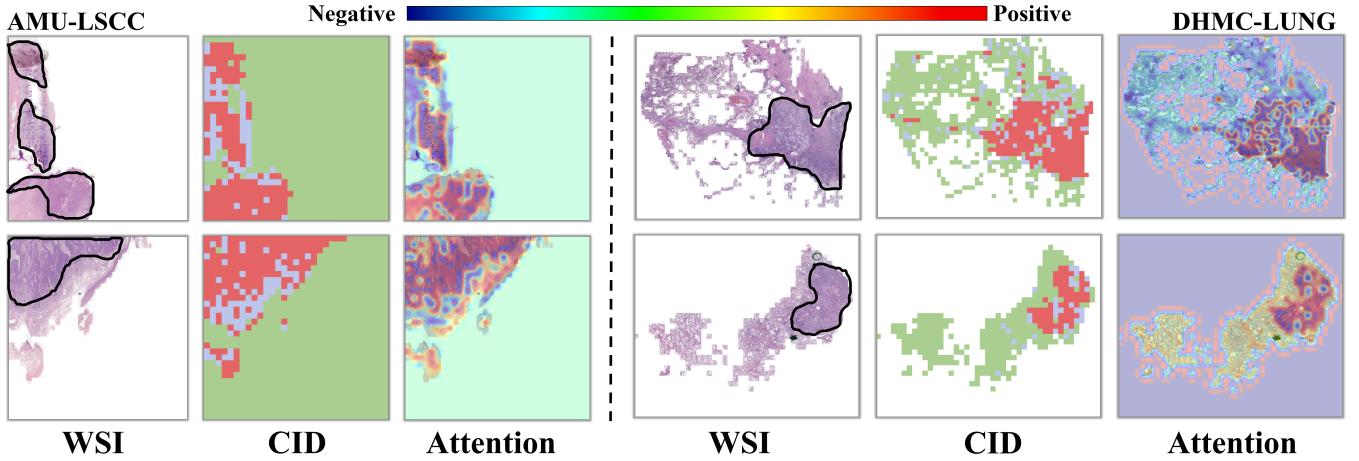 AMU-LSCC
Negative
Positive
DHMC-LUNG
WSI
CID
Attention
WSI
CID
Attention